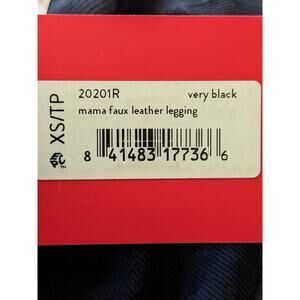 20201R very black
mama faux leather legging
XS/TP
8 41483 17736 6